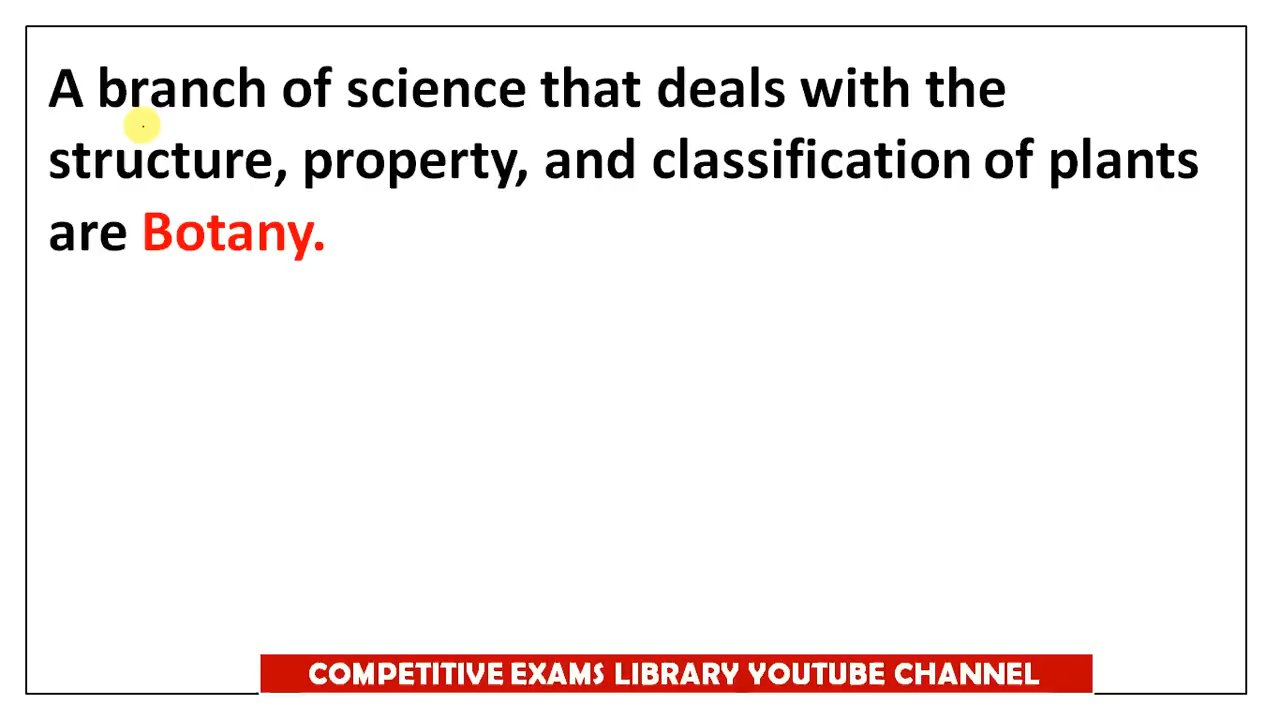 A branch of science that deals with the
structure, property, and classification of plants
are Botany.
COMPETITIVE EXAMS LIBRARY YOUTUBE CHANNEL